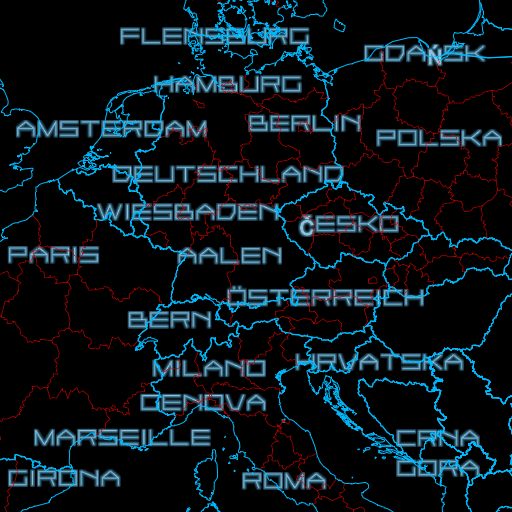 FLENSBURG
GDAŃSK
HAMBURG
AMSTERDAM
BERLIN
POLSKA
DEUTSCHLAND
WIESBADEN
ČESKO
PARIS
AALEN
ÖSTERREICH
BERN
MILANO
HRVATSKA
GENOVA
MARSEILLE
CRNA
GORA
GIRONA
ROMA